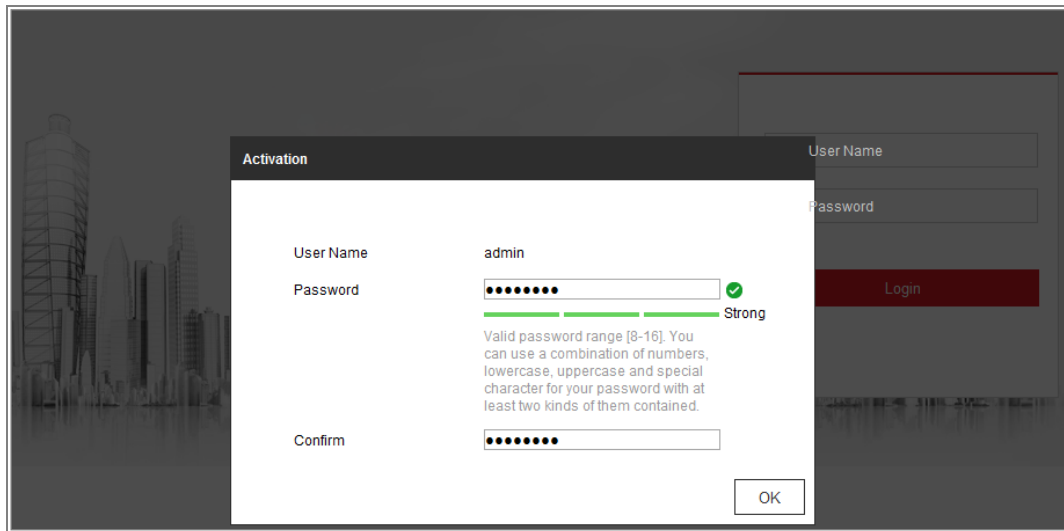 Activation
User Name
Password
Login
User Name admin
Password ••••••••
Strong
Valid password range [8-16]. You
can use a combination of numbers,
lowercase, uppercase and special
character for your password with at
least two kinds of them contained.
Confirm ••••••••
OK